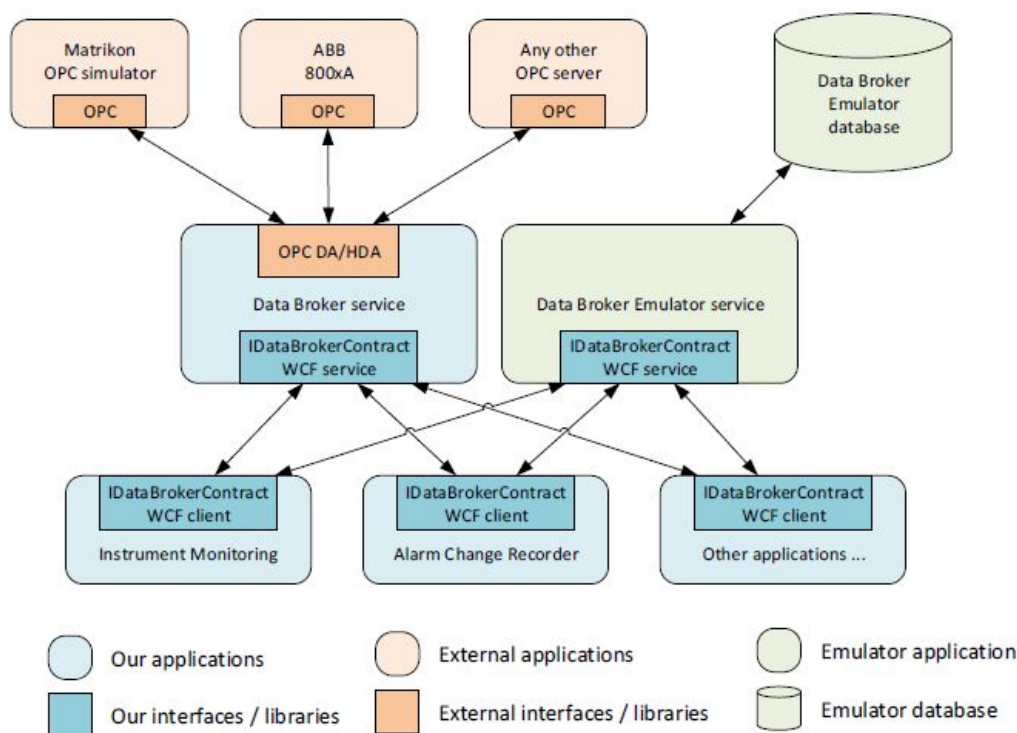 Matrikon
OPC simulator
OPC
ABB
800xA
OPC
Any other
OPC server
OPC
Data Broker
Emulator
database
OPC DA/HDA
Data Broker service
IDataBrokerContract
WCF service
Data Broker Emulator service
IDataBrokerContract
WCF service
IDataBrokerContract
WCF client
Instrument Monitoring
IDataBrokerContract
WCF client
Alarm Change Recorder
IDataBrokerContract
WCF client
Other applications ...
Our applications
External applications
Emulator application
Our interfaces / libraries
External interfaces / libraries
Emulator database